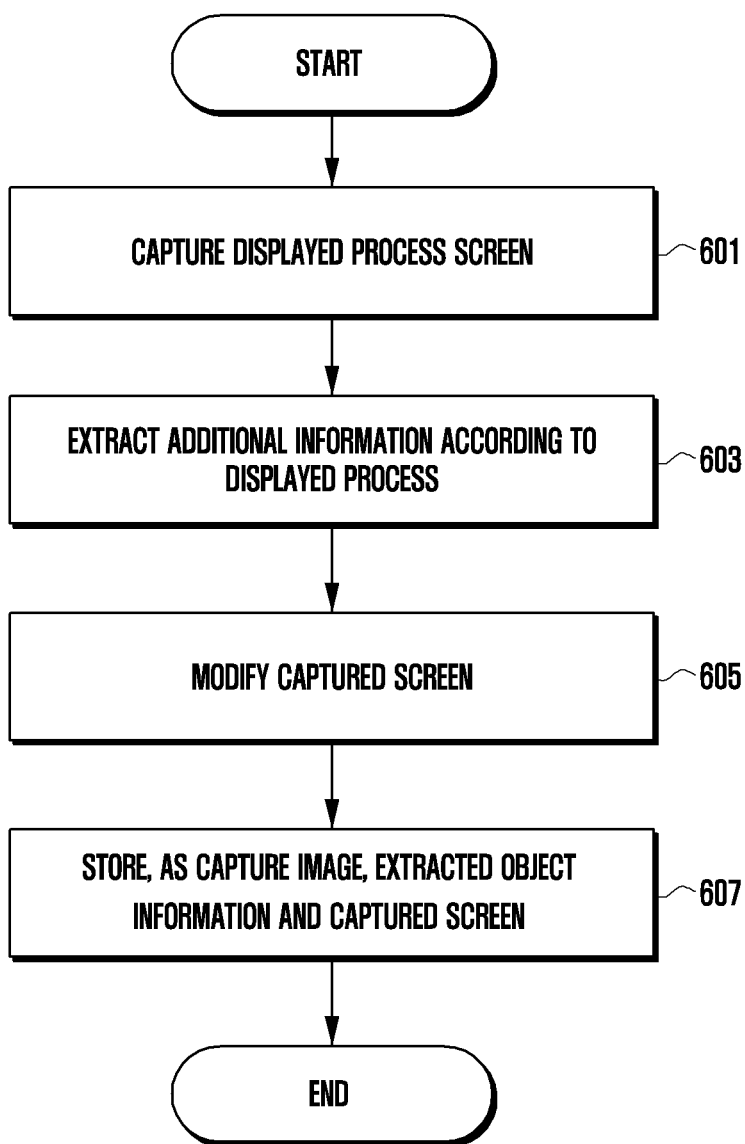 START
CAPTURE DISPLAYED PROCESS SCREEN
601
EXTRACT ADDITIONAL INFORMATION ACCORDING TO
DISPLAYED PROCESS
603
MODIFY CAPTURED SCREEN
605
STORE, AS CAPTURE IMAGE, EXTRACTED OBJECT
INFORMATION AND CAPTURED SCREEN
607
END